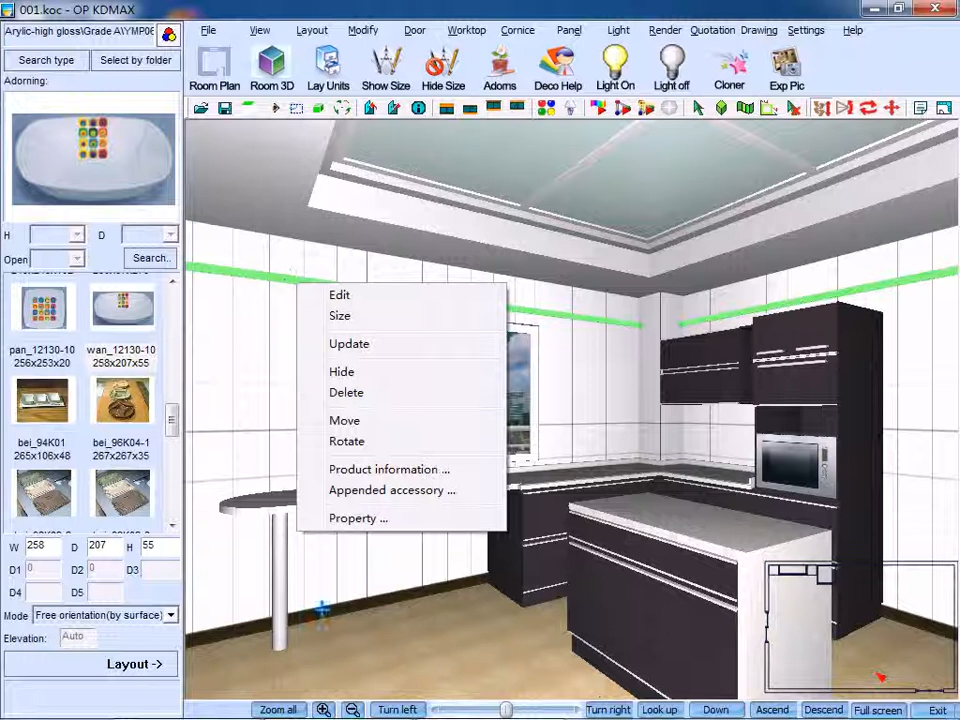 001.koc - OP KDMAX
Arylic-high gloss\Grade A\YMP06
File View Layout Modify Door Worktop Cornice Panel Light Render Quotation Drawing Settings Help
Search type Select by folder
Room Plan Room 3D Lay Units Show Size Hide Size Adorns Deco Help Light On Light off Cloner Exp Pic
Adorning:
H D
Open Search..
pan_12130-10 wan_12130-10
256x253x20 258x207x55
bei_94K01 bei_96K04-1
265x106x48 267x267x35
W 258 D 207 H 55
D1 0 D2 0 D3
D4 D5
Mode Free orientation(by surface)
Elevation: Auto
Layout ->
Edit
Size
Update
Hide
Delete
Move
Rotate
Product information ...
Appended accessory ...
Property ...
Zoom all Turn left Turn right Look up Down Ascend Descend Full screen Exit